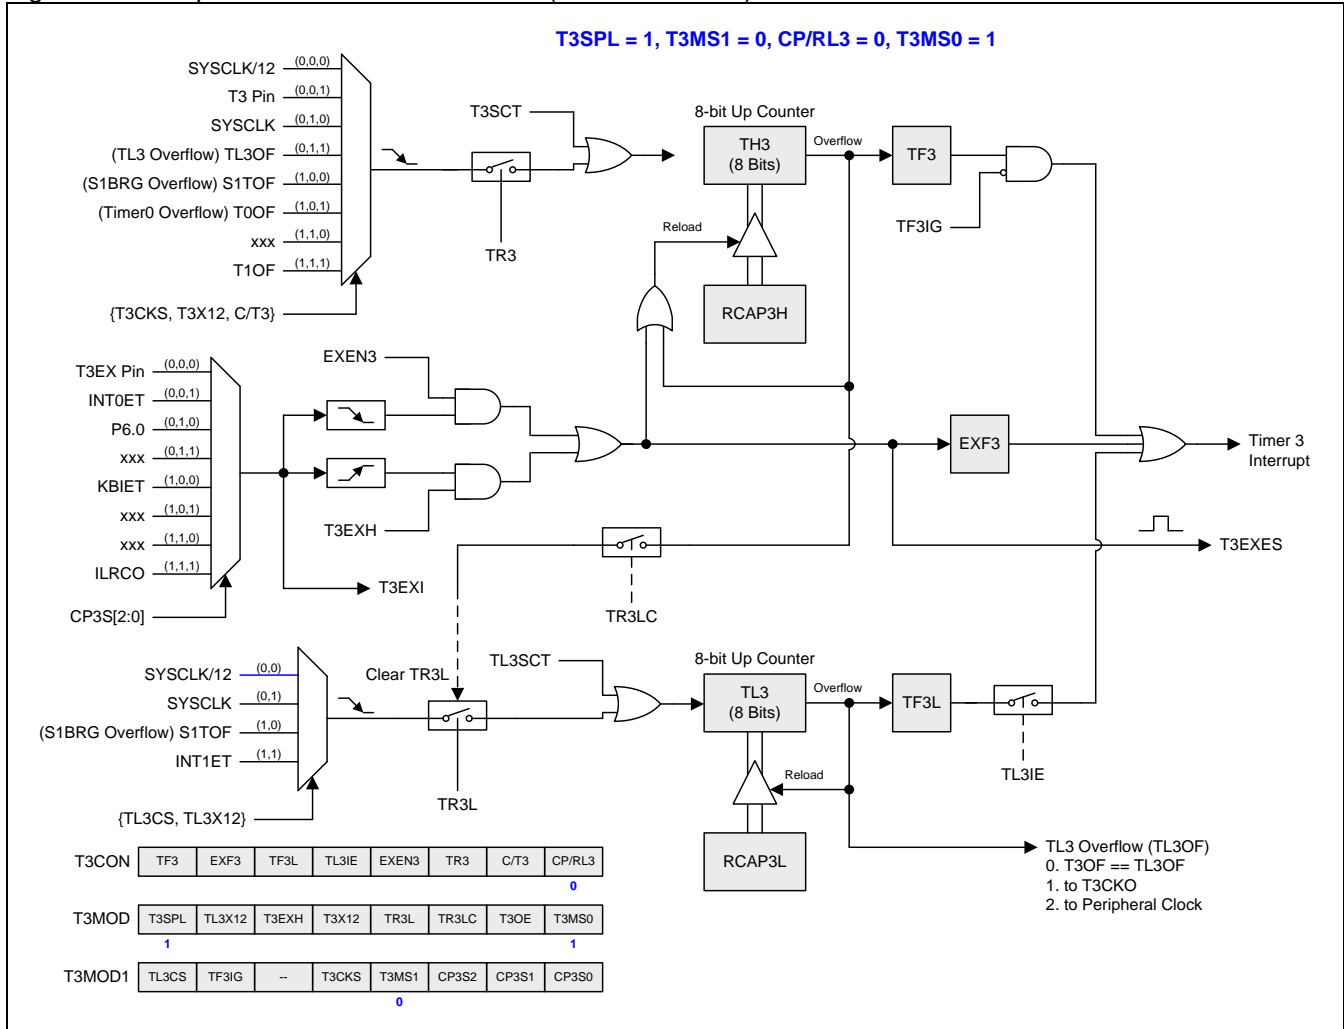 T3SPL = 1, T3MS1 = 0, CP/RL3 = 0, T3MS0 = 1
SYSCLK/12 (0,0,0)
T3 Pin (0,0,1)
SYSCLK (0,1,0)
(TL3 Overflow) TL3OF (0,1,1)
(S1BRG Overflow) S1TOF (1,0,0)
(Timer0 Overflow) T0OF (1,0,1)
xxx (1,1,0)
T1OF (1,1,1)
{T3CKS, T3X12, C/T3}
TR3
T3SCT
8-bit Up Counter
TH3
(8 Bits)
Overflow
TF3
TF3IG
Reload
RCAP3H
T3EX Pin (0,0,0)
INT0ET (0,0,1)
P6.0 (0,1,0)
xxx (0,1,1)
KBIET (1,0,0)
xxx (1,0,1)
xxx (1,1,0)
ILRCO (1,1,1)
CP3S[2:0]
EXEN3
T3EXH
T3EXI
EXF3
Timer 3
Interrupt
T3EXES
TR3LC
SYSCLK/12 (0,0)
SYSCLK (0,1)
(S1BRG Overflow) S1TOF (1,0)
INT1ET (1,1)
{TL3CS, TL3X12}
Clear TR3L
TR3L
TL3SCT
8-bit Up Counter
TL3
(8 Bits)
Overflow
TF3L
TL3IE
Reload
RCAP3L
TL3 Overflow (TL3OF)
0. T3OF == TL3OF
1. to T3CKO
2. to Peripheral Clock
T3CON TF3 EXF3 TF3L TL3IE EXEN3 TR3 C/T3 CP/RL3
0
T3MOD T3SPL TL3X12 T3EXH T3X12 TR3L TR3LC T3OE T3MS0
1 1
T3MOD1 TL3CS TF3IG -- T3CKS T3MS1 CP3S2 CP3S1 CP3S0
0